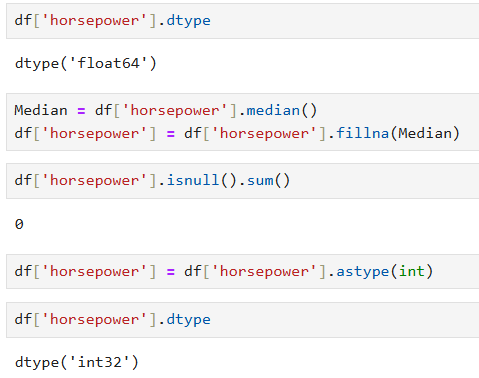 df['horsepower'].dtype
dtype('float64')
Median = df['horsepower'].median()
df['horsepower'] = df['horsepower'].fillna(Median)
df['horsepower'].isnull().sum()
0
df['horsepower'] = df['horsepower'].astype(int)
df['horsepower'].dtype
dtype('int32')